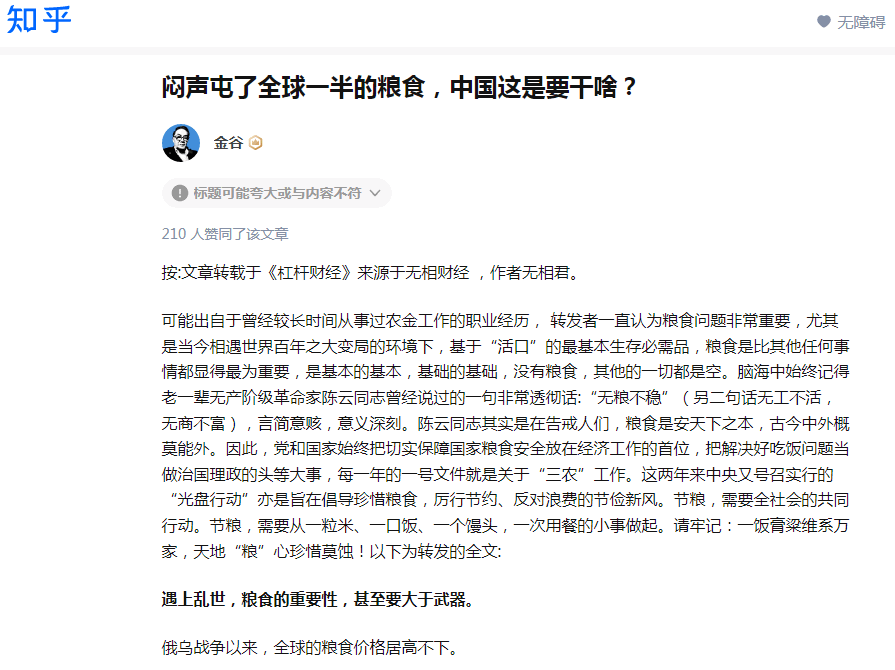 知乎
无障碍
闷声屯了全球一半的粮食，中国这是要干啥？
金谷
标题可能夸大或与内容不符
210 人赞同了该文章
按:文章转载于《杠杆财经》来源于无相财经 ，作者无相君。
可能出自于曾经较长时间从事过农金工作的职业经历， 转发者一直认为粮食问题非常重要，尤其
是当今相遇世界百年之大变局的环境下，基于“活口”的最基本生存必需品，粮食是比其他任何事
情都显得最为重要，是基本的基本，基础的基础，没有粮食，其他的一切都是空。脑海中始终记得
老一辈无产阶级革命家陈云同志曾经说过的一句非常透彻话:“无粮不稳”（另二句话无工不活，
无商不富），言简意赅，意义深刻。陈云同志其实是在告戒人们，粮食是安天下之本，古今中外概
莫能外。因此，党和国家始终把切实保障国家粮食安全放在经济工作的首位，把解决好吃饭问题当
做治国理政的头等大事，每一年的一号文件就是关于“三农”工作。这两年来中央又号召实行的
“光盘行动”亦是旨在倡导珍惜粮食，厉行节约、反对浪费的节俭新风。节粮，需要全社会的共同
行动。节粮，需要从一粒米、一口饭、一个馒头，一次用餐的小事做起。请牢记：一饭膏粱维系万
家，天地“粮”心珍惜莫蚀！以下为转发的全文:
遇上乱世，粮食的重要性，甚至要大于武器。
俄乌战争以来，全球的粮食价格居高不下。